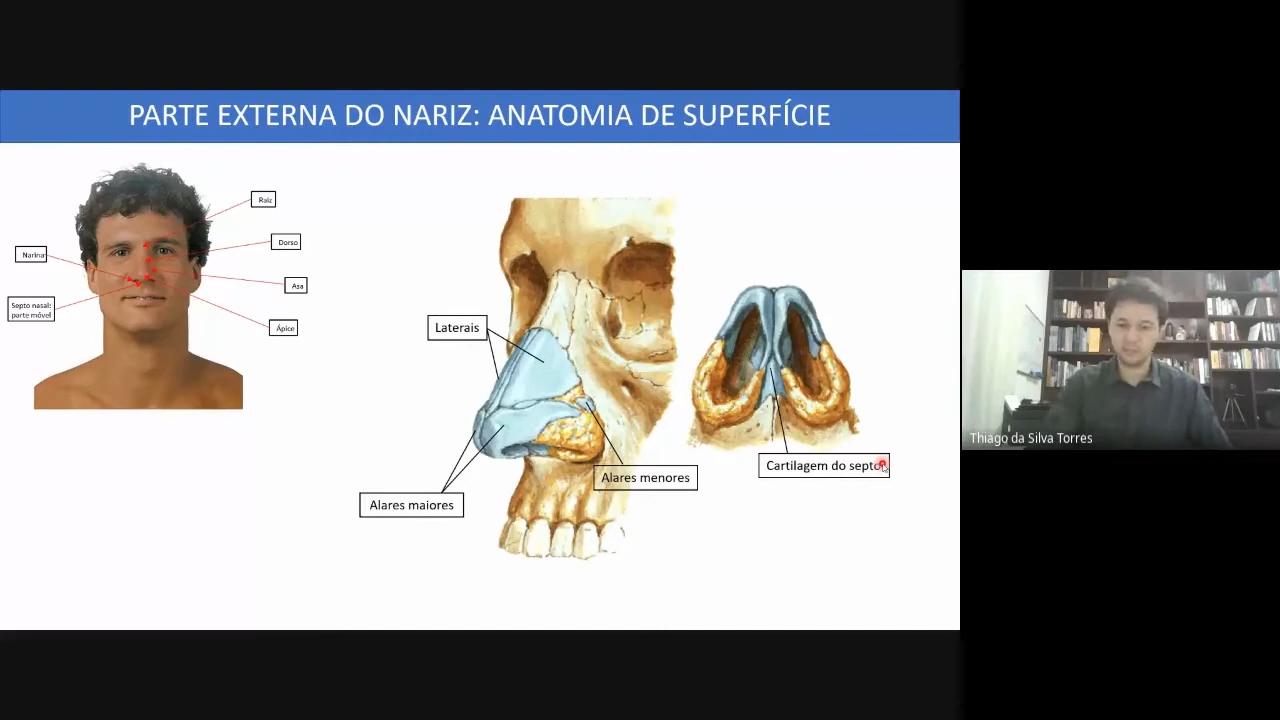 PARTE EXTERNA DO NARIZ: ANATOMIA DE SUPERFÍCIE
Raiz
Dorso
Narina
Asa
Septo nasal:
parte móvel
Ápice
Laterais
Alares maiores
Alares menores
Cartilagem do septo
Thiago da Silva Torres